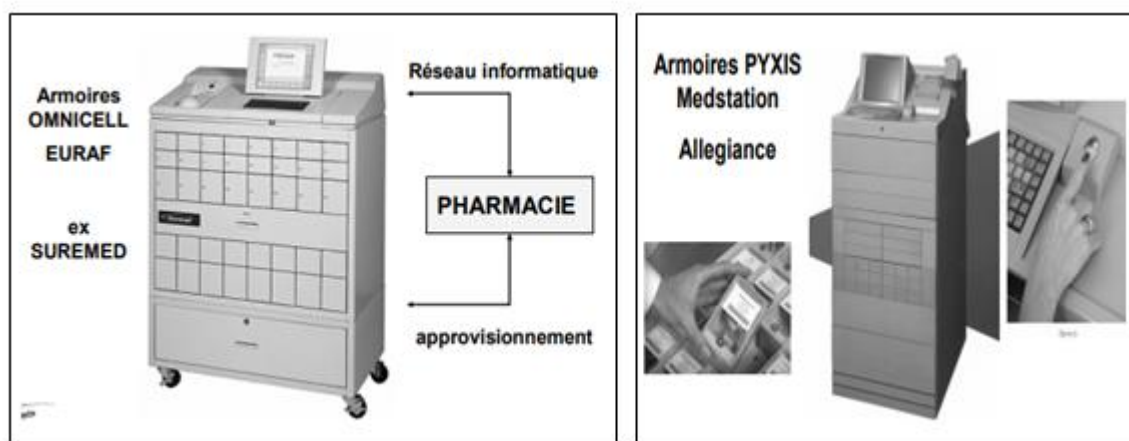 Armoires
OMNICELL
EURAF
ex
SUREMED
Réseau informatique
PHARMACIE
approvisionnement
Armoires PYXIS
Medstation
Allegiance